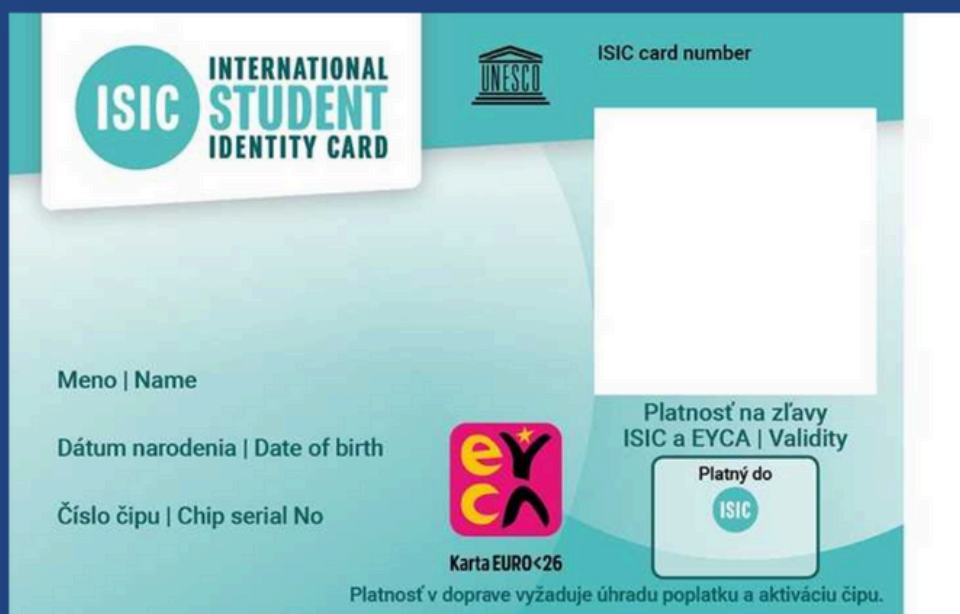 ISIC
INTERNATIONAL
STUDENT
IDENTITY CARD
UNESCO
ISIC card number
Meno | Name
Dátum narodenia | Date of birth
Číslo čipu | Chip serial No
eyca
Karta EURO<26
Platnosť na zľavy
ISIC a EYCA | Validity
Platný do
ISIC
Platnosť v doprave vyžaduje úhradu poplatku a aktiváciu čipu.